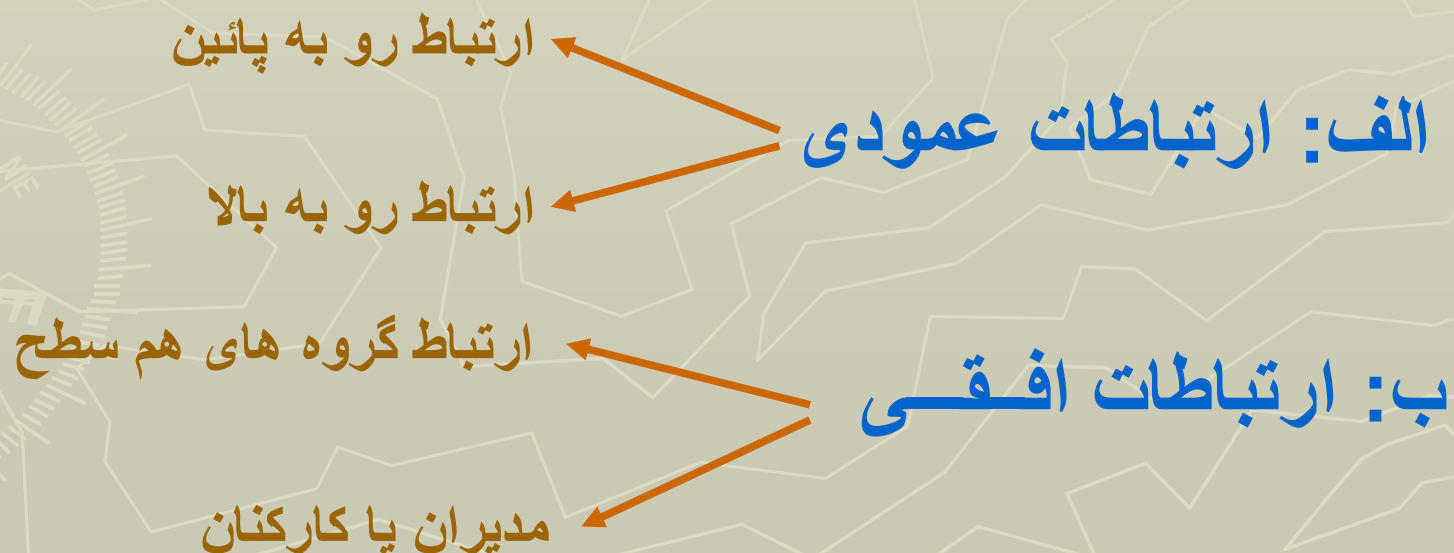 الف: ارتباطات عمودی
ارتباط رو به پائین
ارتباط رو به بالا
ب: ارتباطات افـقـــی
ارتباط گروه های هم سطح
مدیران یا کارکنان